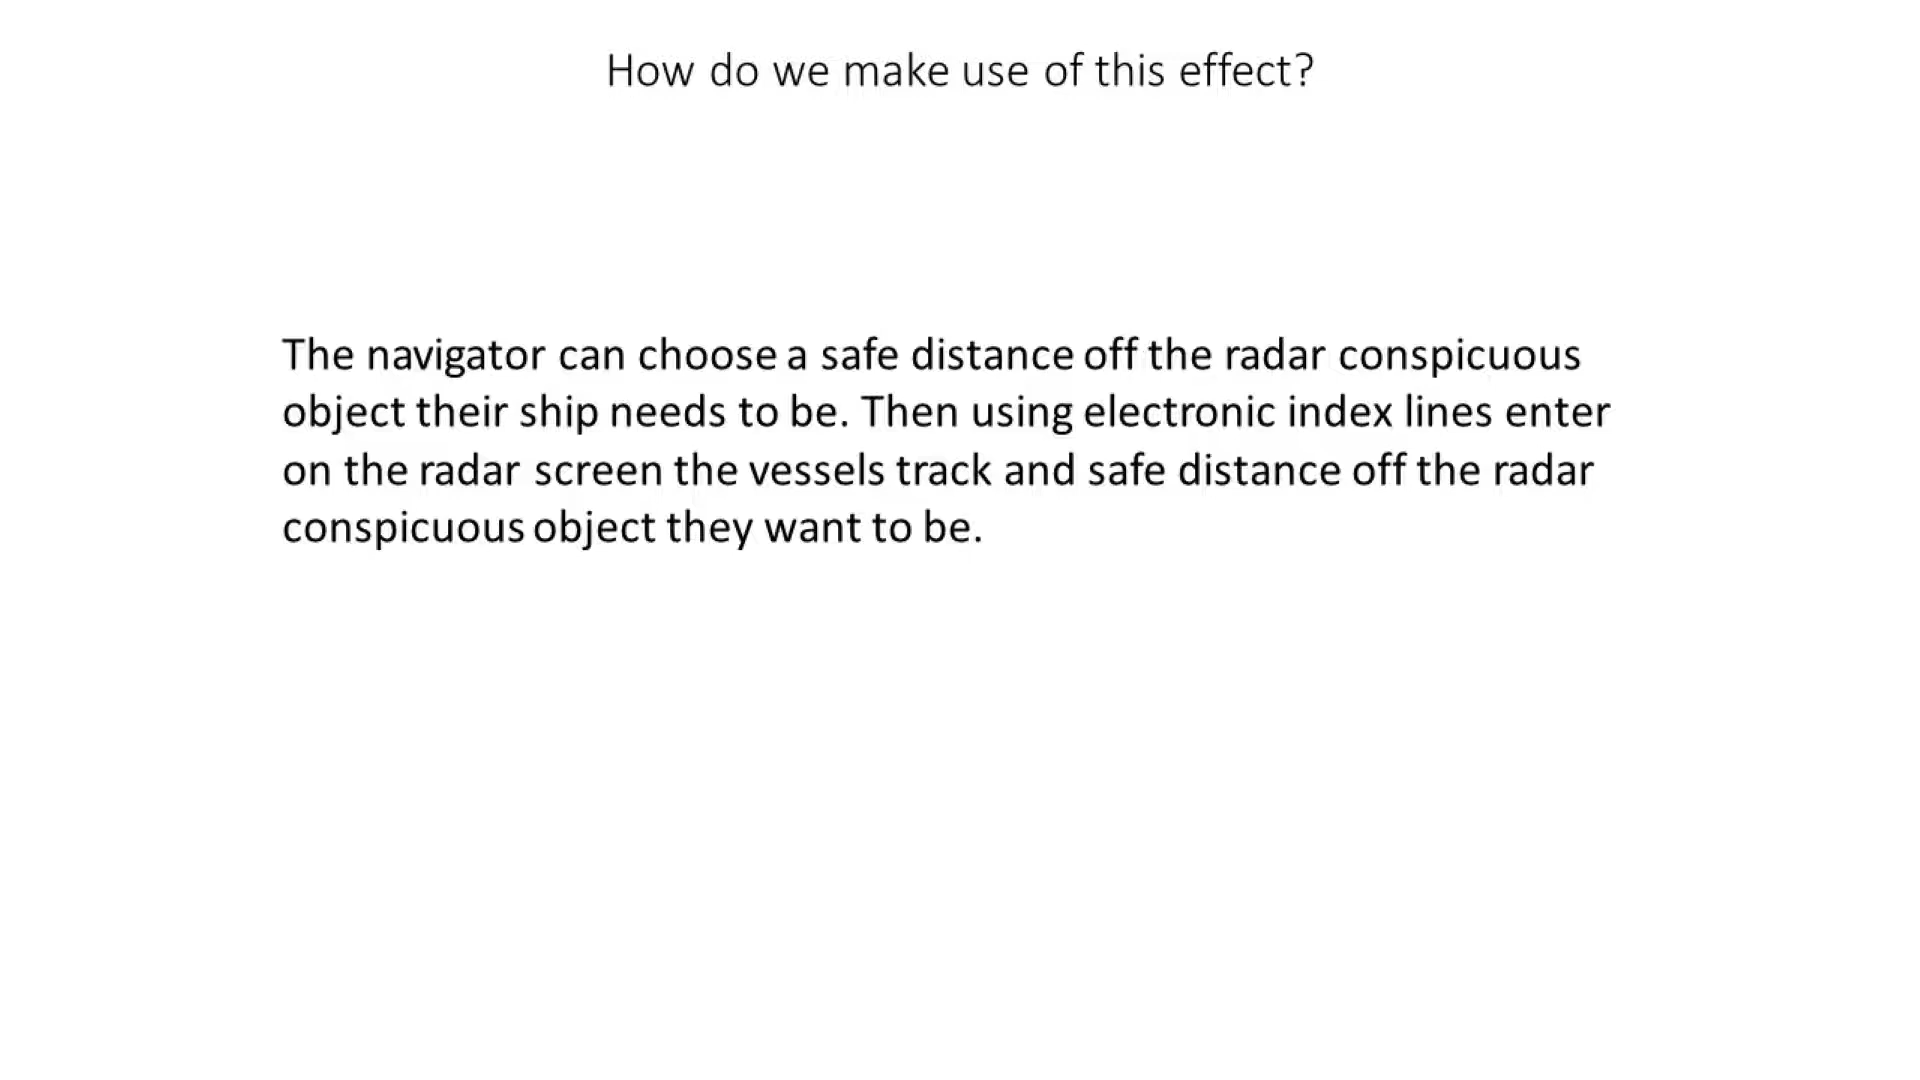 How do we make use of this effect?
The navigator can choose a safe distance off the radar conspicuous
object their ship needs to be. Then using electronic index lines enter
on the radar screen the vessels track and safe distance off the radar
conspicuous object they want to be.